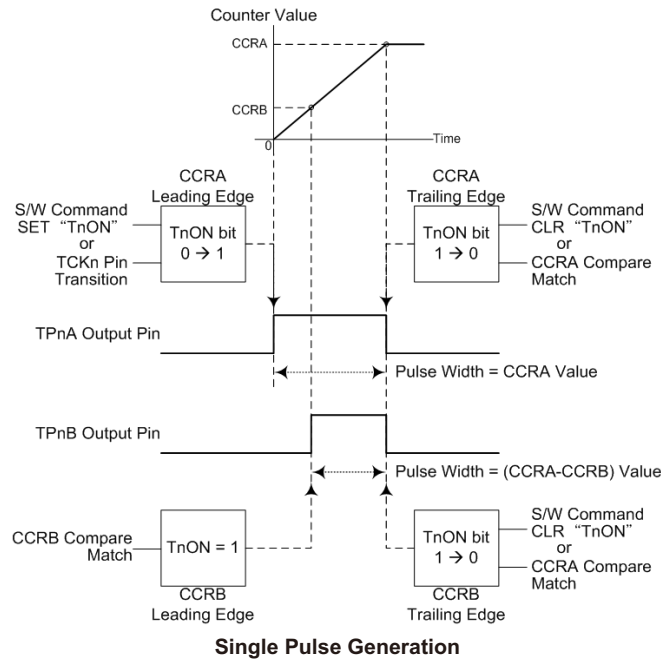 Counter Value
CCRA
CCRB
0
Time
CCRA
Leading Edge
S/W Command
SET “TnON”
or
TCKn Pin
Transition
TnON bit
0 → 1
CCRA
Trailing Edge
TnON bit
1 → 0
S/W Command
CLR “TnON”
or
CCRA Compare
Match
TPnA Output Pin
Pulse Width = CCRA Value
TPnB Output Pin
Pulse Width = (CCRA-CCRB) Value
CCRB Compare
Match
TnON = 1
CCRB
Leading Edge
TnON bit
1 → 0
CCRB
Trailing Edge
S/W Command
CLR “TnON”
or
CCRA Compare
Match
Single Pulse Generation